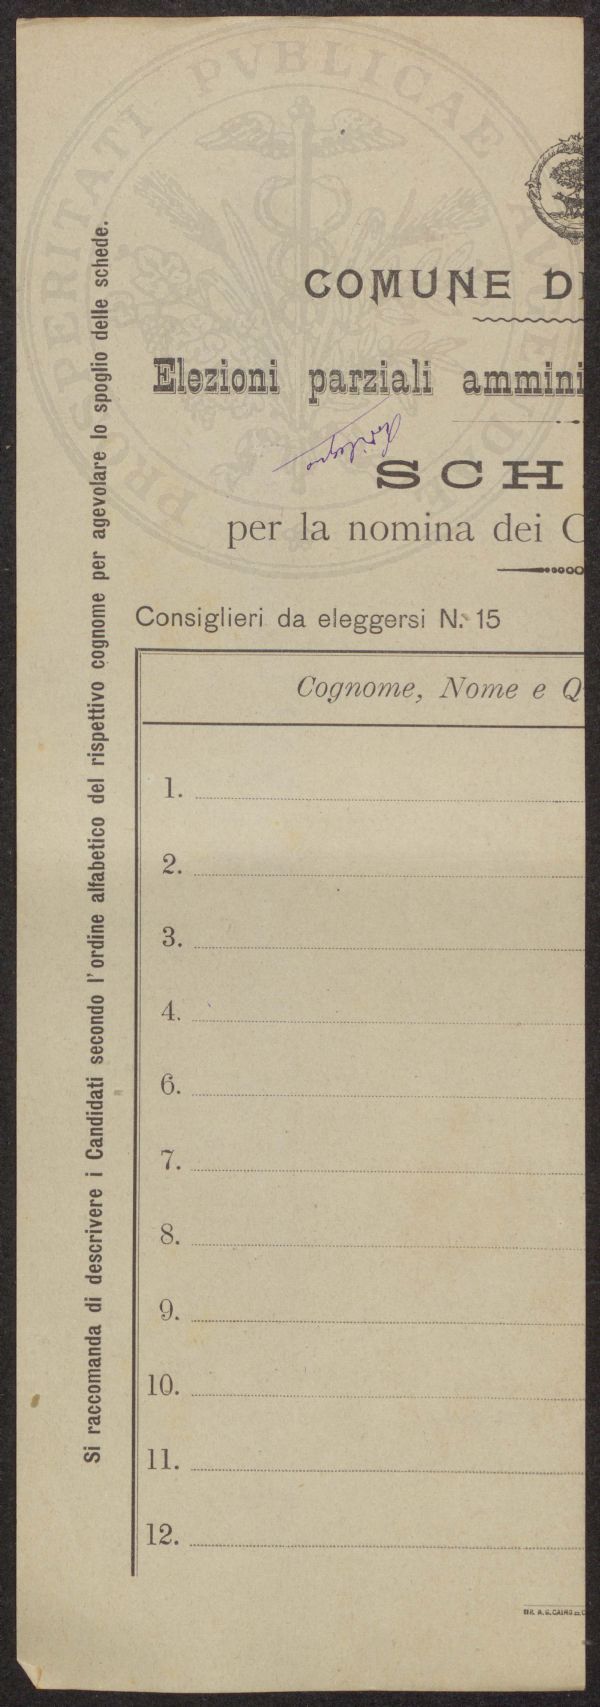 PROSPERITATI PVBLICAE AVGENDAE
COMUNE D
Elezioni parziali ammini
SCH
per la nomina dei C
Consiglieri da eleggersi N. 15
Cognome, Nome e Q
1.
2.
3.
4.
6.
7.
8.
9.
10.
11.
12.
Si raccomanda di descrivere i Candidati secondo l'ordine alfabetico del rispettivo cognome per agevolare lo spoglio delle schede.